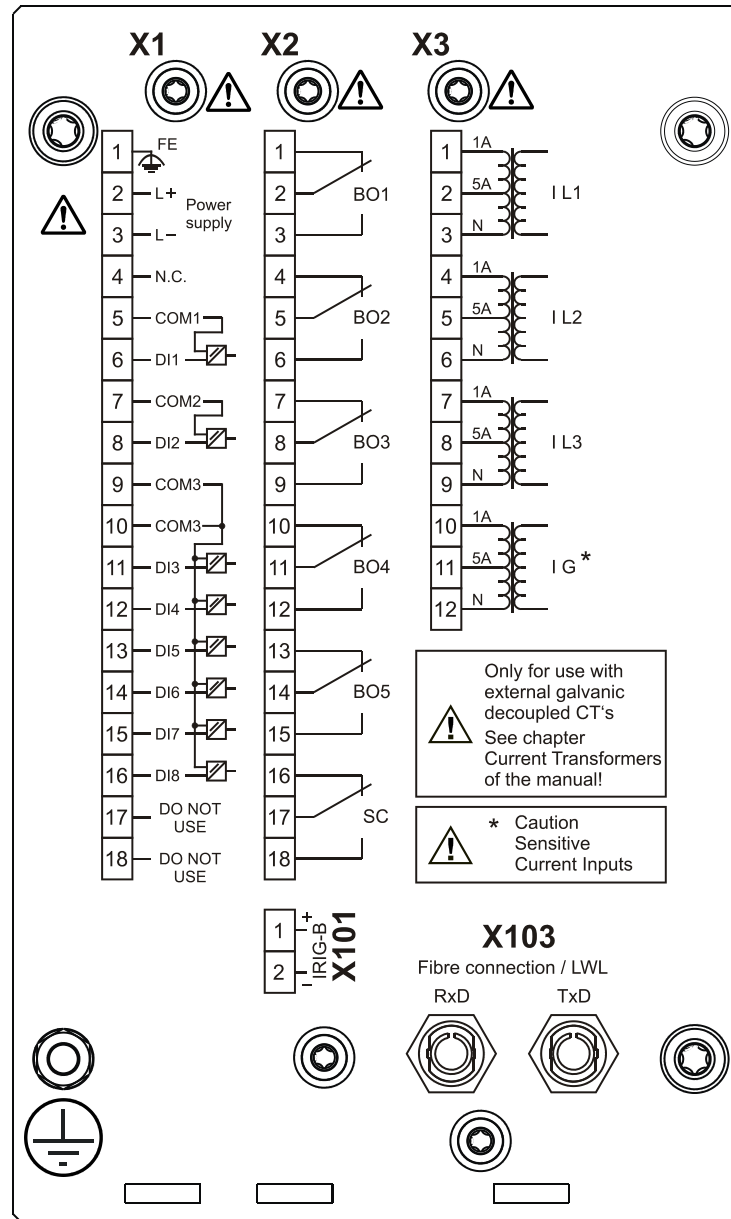 X1 X2 X3
1 FE
2 L+
3 L–
Power
supply
4 N.C.
5 COM1
6 DI1
7 COM2
8 DI2
9 COM3
10 COM3
11 DI3
12 DI4
13 DI5
14 DI6
15 DI7
16 DI8
17 DO NOT
USE
18 DO NOT
USE
1
2 BO1
3
4
5 BO2
6
7
8 BO3
9
10
11 BO4
12
13
14 BO5
15
16
17 SC
18
1 1A
2 5A I L1
3 N
4 1A
5 5A I L2
6 N
7 1A
8 5A I L3
9 N
10 1A
11 5A I G*
12 N
Only for use with
external galvanic
decoupled CT‘s
See chapter
Current Transformers
of the manual!
* Caution
Sensitive
Current Inputs
1 +
2 –
IRIG-B
X101
X103
Fibre connection / LWL
RxD TxD